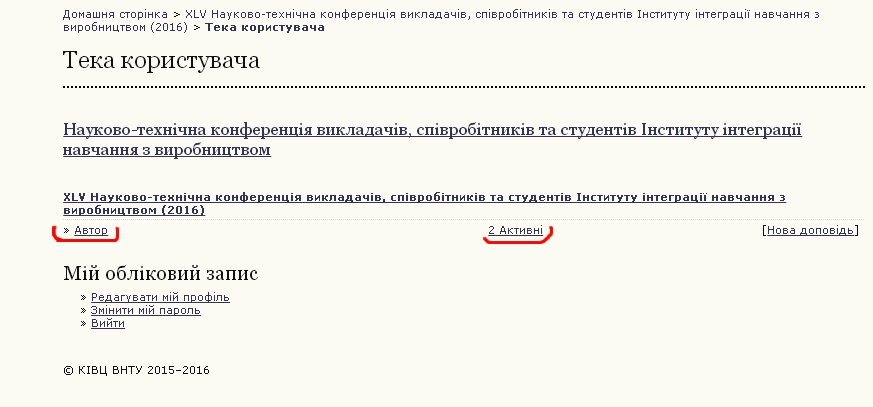 Домашня сторінка > XLV Науково-технічна конференція викладачів, співробітників та студентів Інституту інтеграції навчання з
виробництвом (2016) > Тека користувача
Тека користувача
Науково-технічна конференція викладачів, співробітників та студентів Інституту інтеграції
навчання з виробництвом
XLV Науково-технічна конференція викладачів, співробітників та студентів Інституту інтеграції навчання з
виробництвом (2016)
» Автор 2 Активні [Нова доповідь]
Мій обліковий запис
» Редагувати мій профіль
» Змінити мій пароль
» Вийти
© КІВЦ ВНТУ 2015-2016